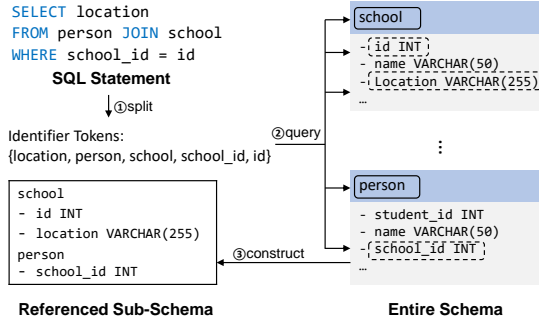 SELECT location
FROM person JOIN school
WHERE school_id = id
SQL Statement
①split
Identifier Tokens:
{location, person, school, school_id, id}
②query
school
- id INT
- name VARCHAR(50)
- Location VARCHAR(255)
…
⋮
person
- student_id INT
- name VARCHAR(50)
- school_id INT
…
③construct
school
- id INT
- location VARCHAR(255)
person
- school_id INT
Referenced Sub-Schema
Entire Schema